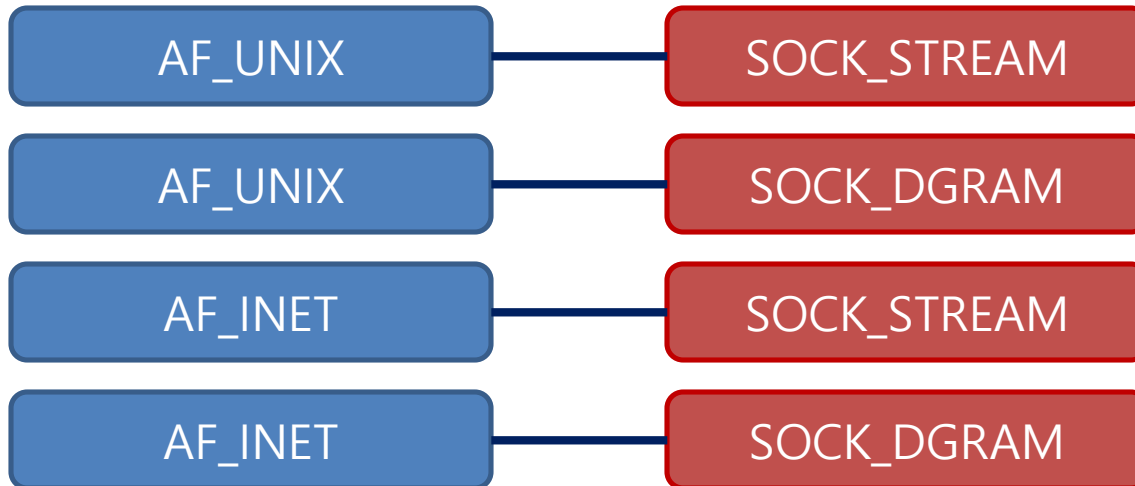 AF_UNIX SOCK_STREAM
AF_UNIX SOCK_DGRAM
AF_INET SOCK_STREAM
AF_INET SOCK_DGRAM